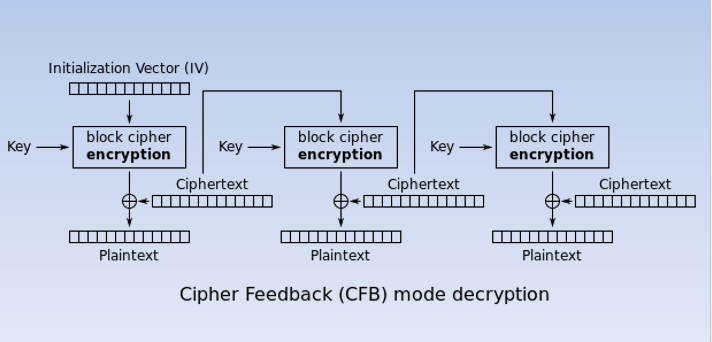 Initialization Vector (IV)
Key
block cipher
encryption
Key
block cipher
encryption
Key
block cipher
encryption
Ciphertext
Ciphertext
Ciphertext
Plaintext
Plaintext
Plaintext
Cipher Feedback (CFB) mode decryption